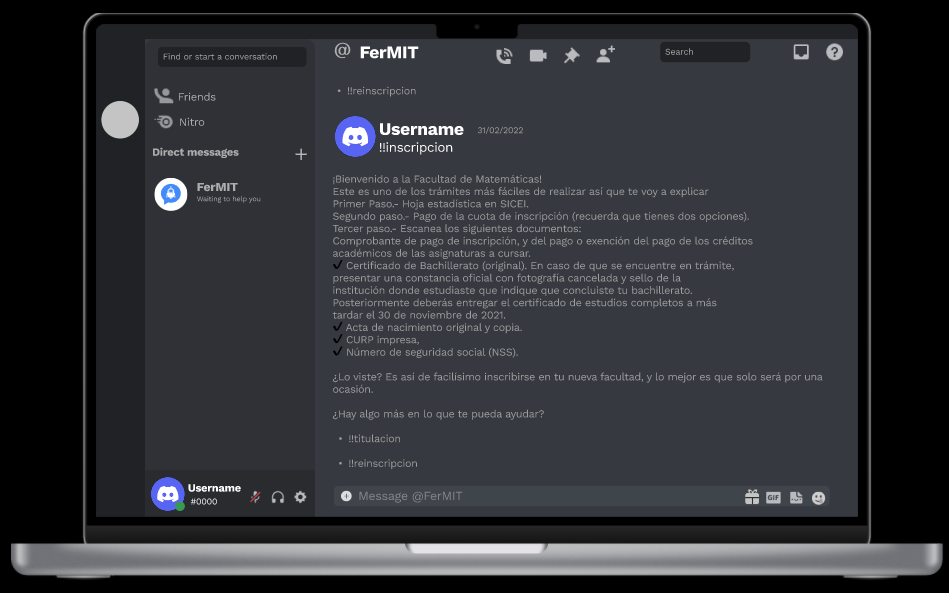 Find or start a conversation
Friends
Nitro
Direct messages
FerMIT
Waiting to help you
Username
#0000
@ FerMIT
Search
• !!reinscripcion
Username 31/02/2022
!!inscripcion
¡Bienvenido a la Facultad de Matemáticas!
Este es uno de los trámites más fáciles de realizar así que te voy a explicar
Primer Paso.- Hoja estadística en SICEI.
Segundo paso.- Pago de la cuota de inscripción (recuerda que tienes dos opciones).
Tercer paso.- Escanea los siguientes documentos:
Comprobante de pago de inscripción, y del pago o exención del pago de los créditos
académicos de las asignaturas a cursar.
✓ Certificado de Bachillerato (original). En caso de que se encuentre en trámite,
presentar una constancia oficial con fotografía cancelada y sello de la
institución donde estudiaste que indique que concluiste tu bachillerato.
Posteriormente deberás entregar el certificado de estudios completos a más
tardar el 30 de noviembre de 2021.
✓ Acta de nacimiento original y copia.
✓ CURP impresa,
✓ Número de seguridad social (NSS).
¿Lo viste? Es así de facilísimo inscribirse en tu nueva facultad, y lo mejor es que solo será por una
ocasión.
¿Hay algo más en lo que te pueda ayudar?
• !!titulacion
• !!reinscripcion
Message @FerMIT
GIF